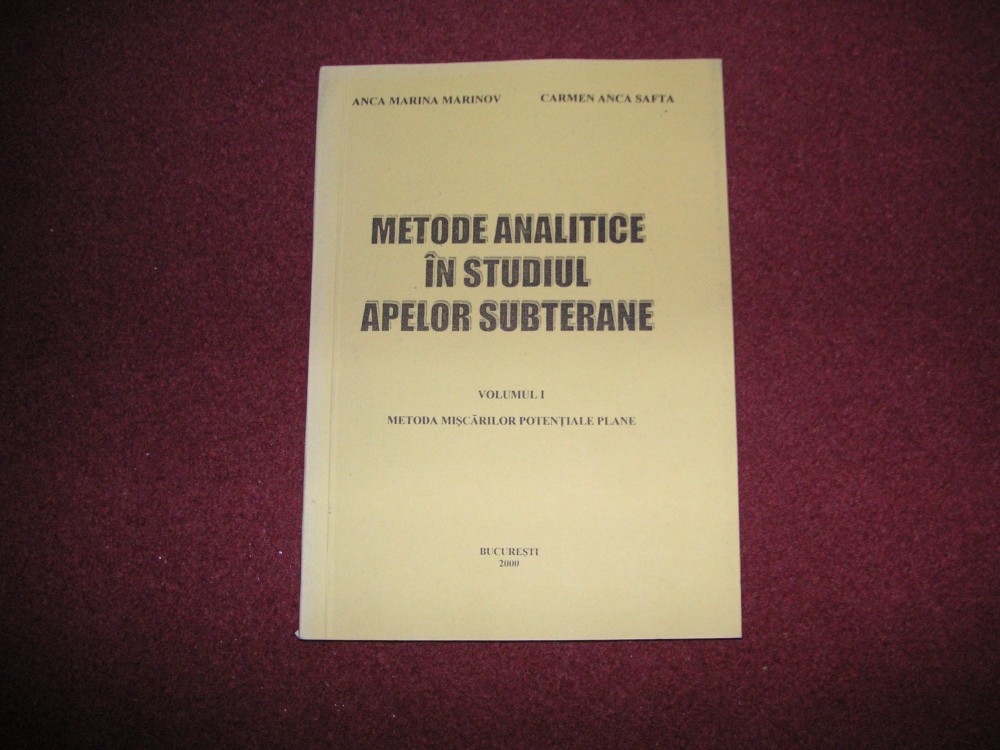 ANCA MARINA MARINOV CARMEN ANCA SAFTA
METODE ANALITICE
ÎN STUDIUL
APELOR SUBTERANE
VOLUMUL I
METODA MIŞCĂRILOR POTENŢIALE PLANE
BUCUREŞTI
2000